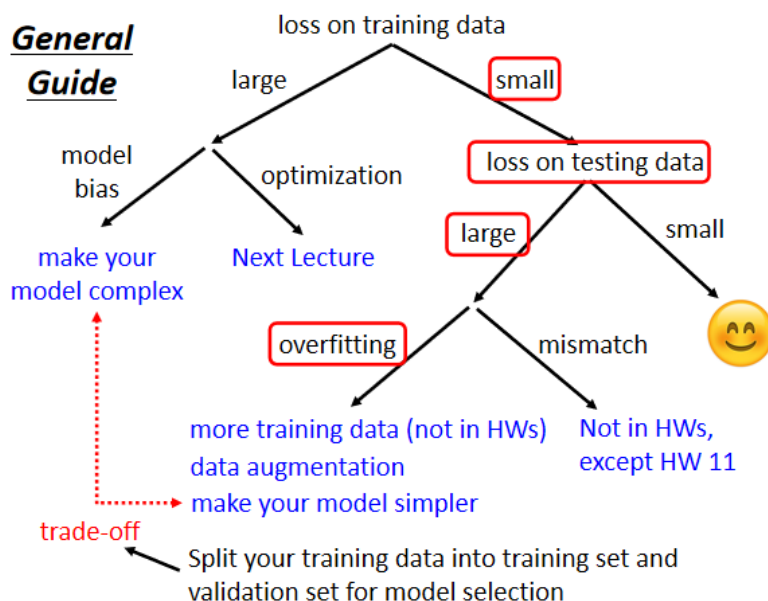 General
Guide
loss on training data
large
small
model
bias
optimization
loss on testing data
make your
model complex
Next Lecture
large
small
overfitting
mismatch
more training data (not in HWs)
data augmentation
make your model simpler
Not in HWs,
except HW 11
trade-off
Split your training data into training set and
validation set for model selection